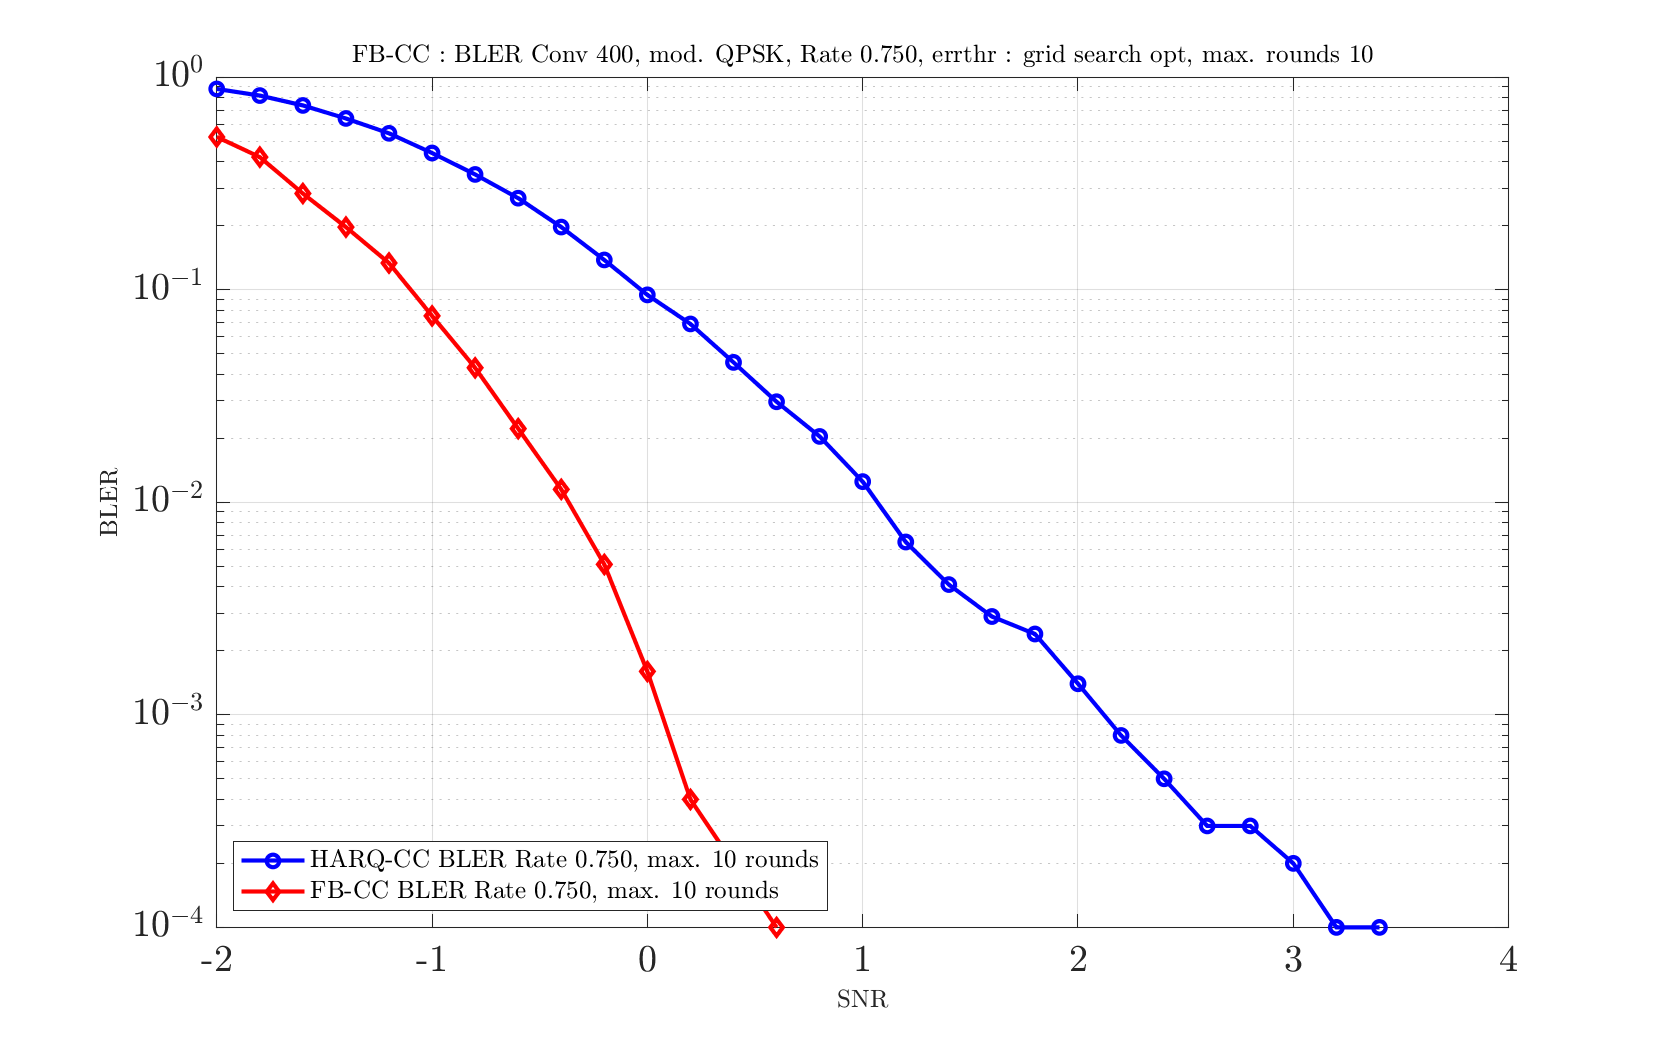 FB-CC : BLER Conv 400, mod. QPSK, Rate 0.750, errthr : grid search opt, max. rounds 10
10^0
10^-1
10^-2
10^-3
10^-4
BLER
HARQ-CC BLER Rate 0.750, max. 10 rounds
FB-CC BLER Rate 0.750, max. 10 rounds
-2 -1 0 1 2 3 4
SNR